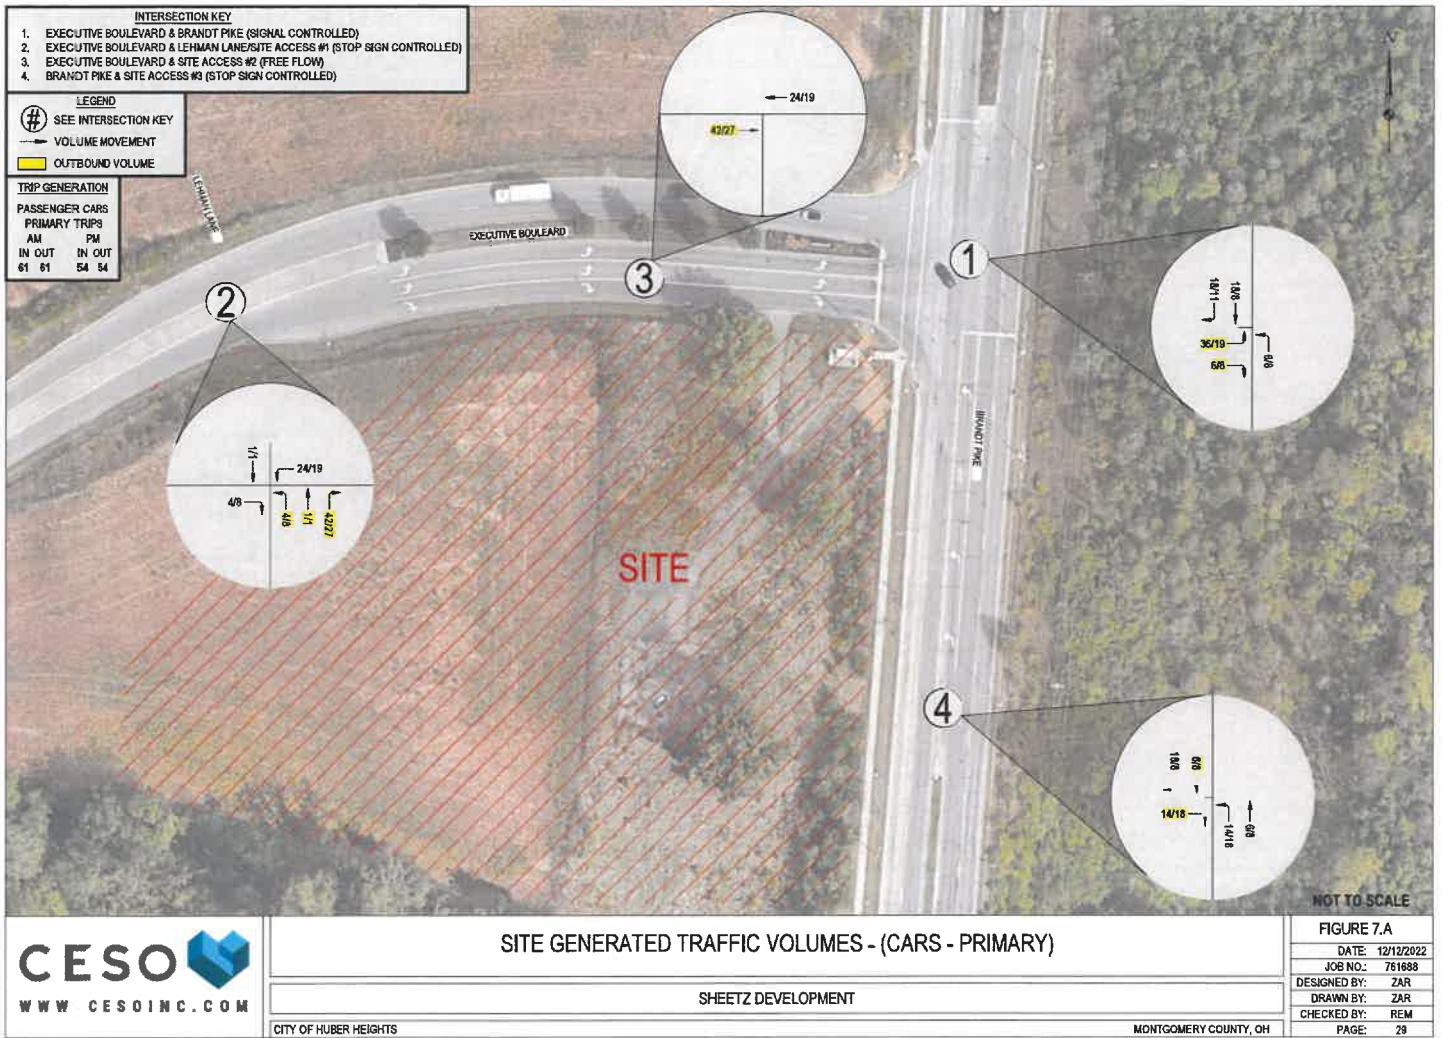 INTERSECTION KEY
1. EXECUTIVE BOULEVARD & BRANDT PIKE (SIGNAL CONTROLLED)
2. EXECUTIVE BOULEVARD & LEHMAN LANE/SITE ACCESS #1 (STOP SIGN CONTROLLED)
3. EXECUTIVE BOULEVARD & SITE ACCESS #2 (FREE FLOW)
4. BRANDT PIKE & SITE ACCESS #3 (STOP SIGN CONTROLLED)
LEGEND
# SEE INTERSECTION KEY
VOLUME MOVEMENT
OUTBOUND VOLUME
TRIP GENERATION
PASSENGER CARS
PRIMARY TRIPS
AM PM
IN OUT IN OUT
61 61 54 54
LEHMAN LANE
EXECUTIVE BOULEARD
24/19
42/27
3
1
18/11
18/8
36/19
6/8
6/8
2
1/1
24/19
4/8
4/8
1/1
42/27
BRANDT PIKE
SITE
4
18/8
6/8
14/18
14/18
6/8
N
NOT TO SCALE
CESO
WWW.CESOINC.COM
SITE GENERATED TRAFFIC VOLUMES - (CARS - PRIMARY)
SHEETZ DEVELOPMENT
CITY OF HUBER HEIGHTS
MONTGOMERY COUNTY, OH
FIGURE 7.A
DATE: 12/12/2022
JOB NO.: 761688
DESIGNED BY: ZAR
DRAWN BY: ZAR
CHECKED BY: REM
PAGE: 29